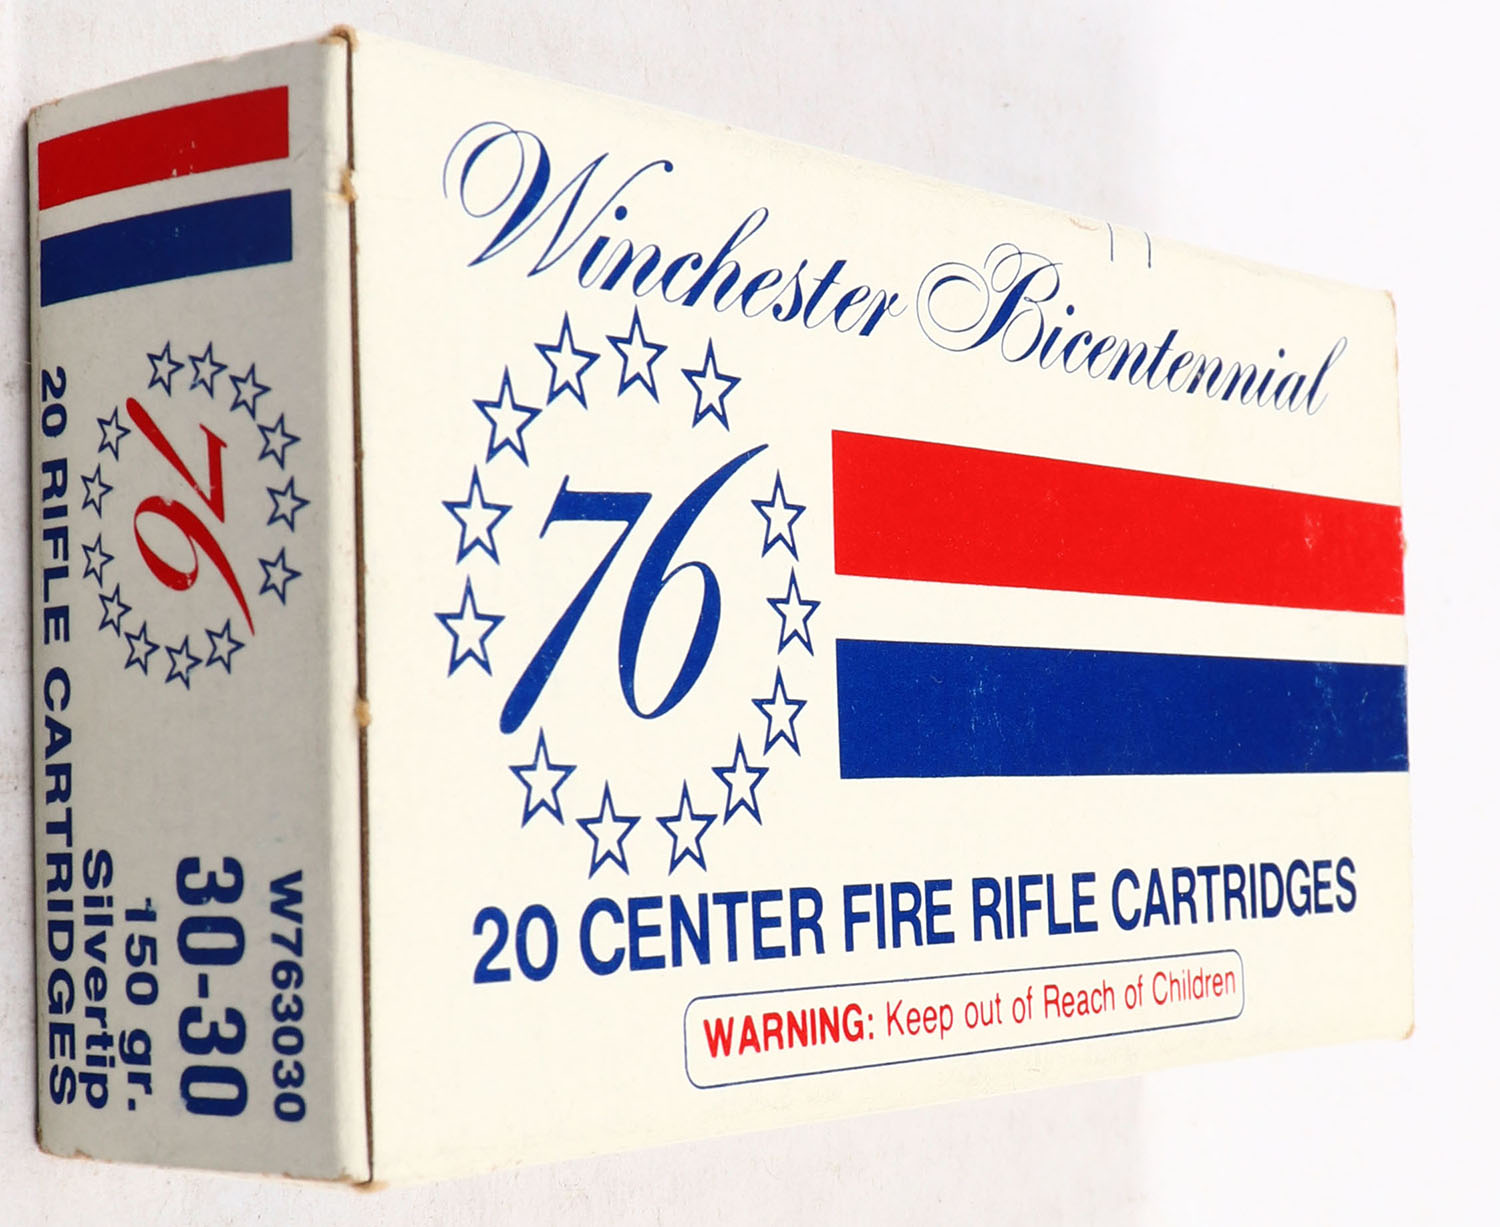 Winchester Bicentennial
76
20 CENTER FIRE RIFLE CARTRIDGES
WARNING: Keep out of Reach of Children
76
W763030
30-30
150 gr.
Silvertip
20 RIFLE CARTRIDGES